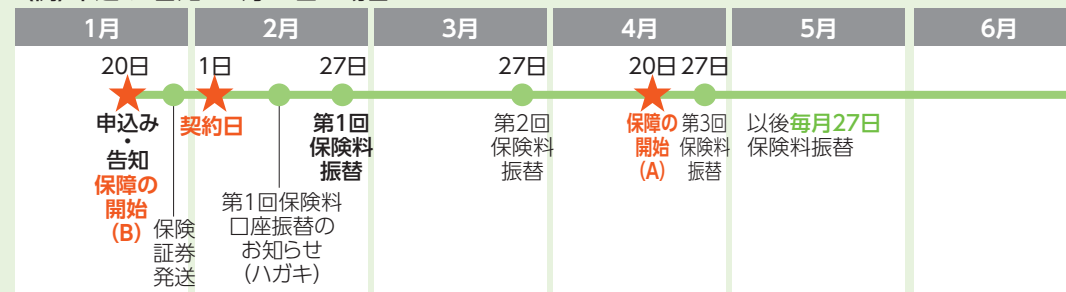 1月
2月
3月
4月
5月
6月
20日
1日
27日
27日
20日
27日
申込み
・
告知
保障の
開始
(B)
保険
証券
発送
契約日
第1回保険料
口座振替の
お知らせ
(ハガキ)
第1回
保険料
振替
第2回
保険料
振替
保障の
開始
(A)
第3回
保険料
振替
以後毎月27日
保険料振替